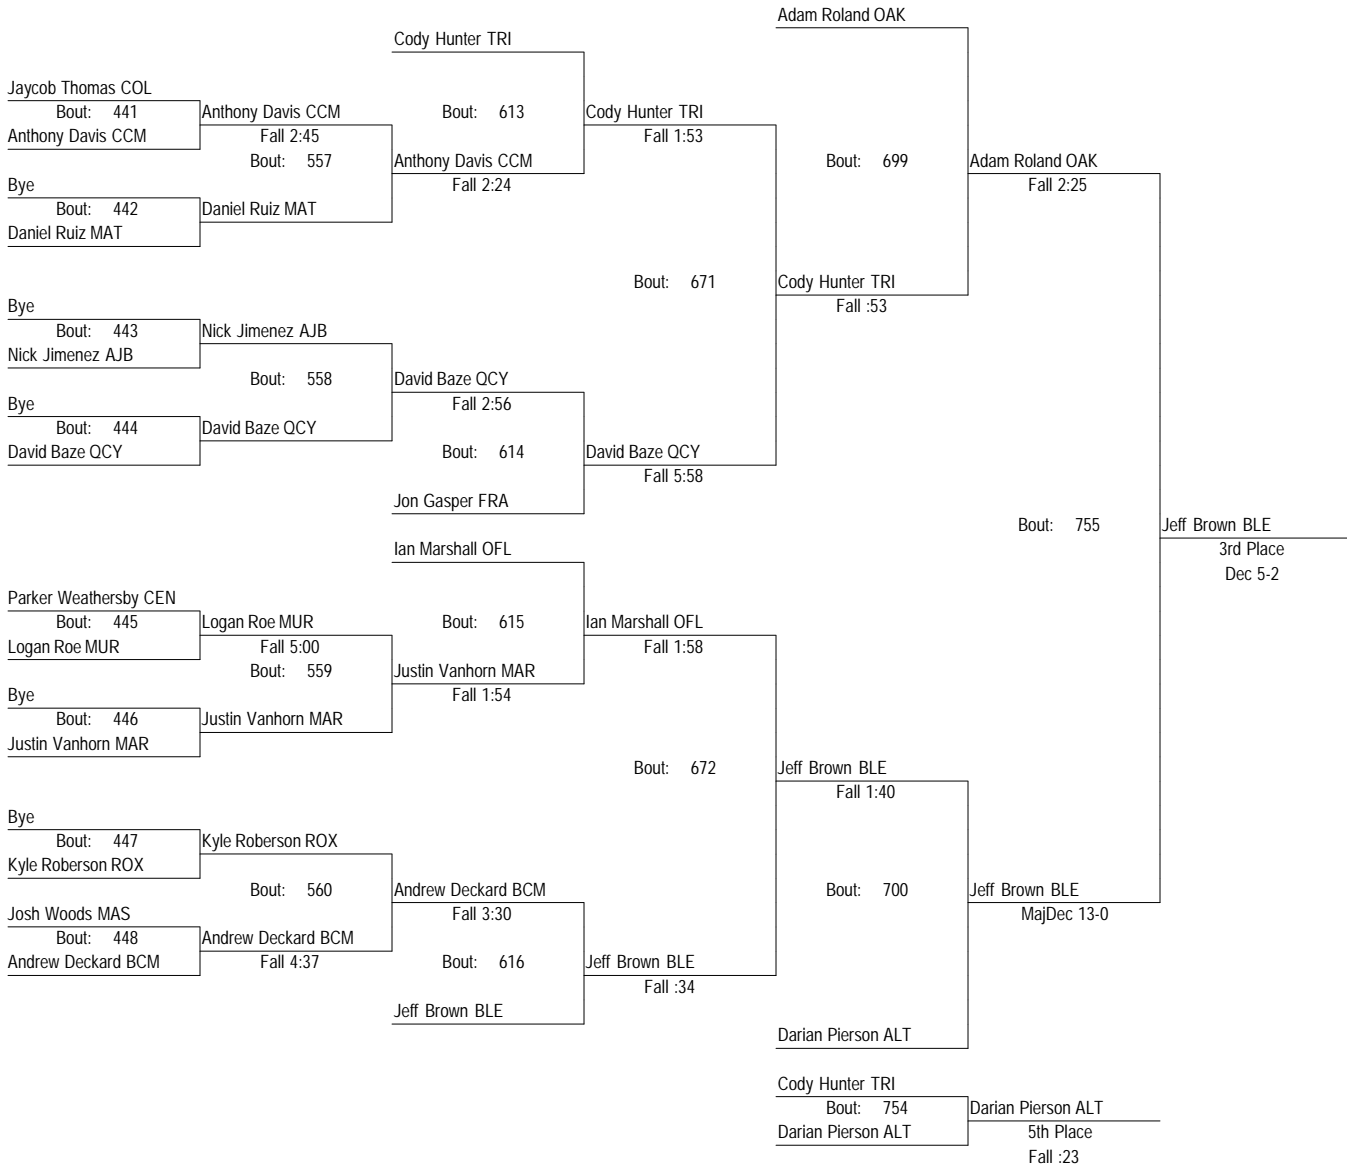 Adam Roland OAK
Cody Hunter TRI
Jaycob Thomas COL
Bout: 441
Anthony Davis CCM
Anthony Davis CCM
Fall 2:45
Bout: 613
Cody Hunter TRI
Fall 1:53
Bout: 557
Anthony Davis CCM
Fall 2:24
Bout: 699
Adam Roland OAK
Fall 2:25
Bye
Bout: 442
Daniel Ruiz MAT
Daniel Ruiz MAT
Bout: 671
Cody Hunter TRI
Fall :53
Bye
Bout: 443
Nick Jimenez AJB
Nick Jimenez AJB
Bout: 558
David Baze QCY
Fall 2:56
Bye
Bout: 444
David Baze QCY
David Baze QCY
Bout: 614
David Baze QCY
Fall 5:58
Jon Gasper FRA
Bout: 755
Jeff Brown BLE
3rd Place
Dec 5-2
Ian Marshall OFL
Parker Weathersby CEN
Bout: 445
Logan Roe MUR
Logan Roe MUR
Fall 5:00
Bout: 615
Ian Marshall OFL
Fall 1:58
Bout: 559
Justin Vanhorn MAR
Fall 1:54
Bye
Bout: 446
Justin Vanhorn MAR
Justin Vanhorn MAR
Bout: 672
Jeff Brown BLE
Fall 1:40
Bye
Bout: 447
Kyle Roberson ROX
Kyle Roberson ROX
Bout: 560
Andrew Deckard BCM
Fall 3:30
Bout: 700
Jeff Brown BLE
MajDec 13-0
Josh Woods MAS
Bout: 448
Andrew Deckard BCM
Andrew Deckard BCM
Fall 4:37
Bout: 616
Jeff Brown BLE
Fall :34
Jeff Brown BLE
Darian Pierson ALT
Cody Hunter TRI
Bout: 754
Darian Pierson ALT
Darian Pierson ALT
5th Place
Fall :23